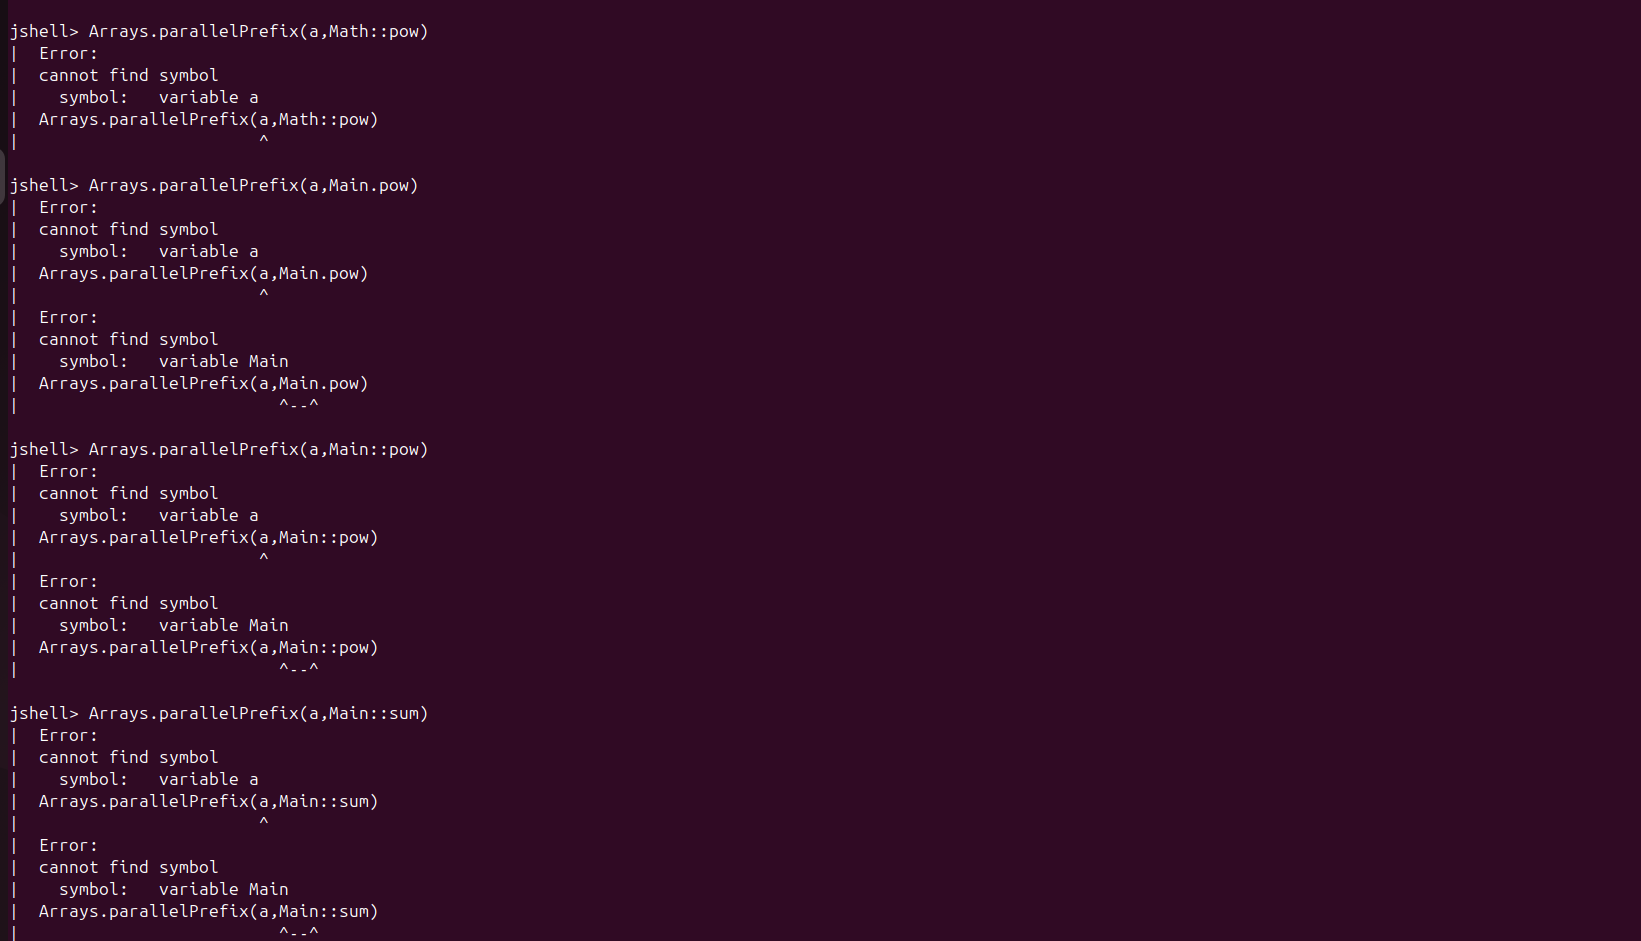 jshell> Arrays.parallelPrefix(a,Math::pow)
|  Error:
|  cannot find symbol
|    symbol:   variable a
|  Arrays.parallelPrefix(a,Math::pow)
|                        ^
jshell> Arrays.parallelPrefix(a,Main.pow)
|  Error:
|  cannot find symbol
|    symbol:   variable a
|  Arrays.parallelPrefix(a,Main.pow)
|                        ^
|  Error:
|  cannot find symbol
|    symbol:   variable Main
|  Arrays.parallelPrefix(a,Main.pow)
|                          ^--^
jshell> Arrays.parallelPrefix(a,Main::pow)
|  Error:
|  cannot find symbol
|    symbol:   variable a
|  Arrays.parallelPrefix(a,Main::pow)
|                        ^
|  Error:
|  cannot find symbol
|    symbol:   variable Main
|  Arrays.parallelPrefix(a,Main::pow)
|                          ^--^
jshell> Arrays.parallelPrefix(a,Main::sum)
|  Error:
|  cannot find symbol
|    symbol:   variable a
|  Arrays.parallelPrefix(a,Main::sum)
|                        ^
|  Error:
|  cannot find symbol
|    symbol:   variable Main
|  Arrays.parallelPrefix(a,Main::sum)
|                          ^--^